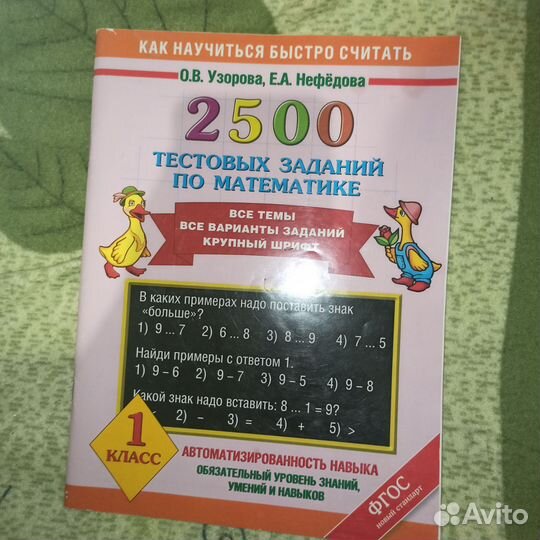 КАК НАУЧИТЬСЯ БЫСТРО СЧИТАТЬ
О.В. Узорова, Е.А. Нефёдова
2500
ТЕСТОВЫХ ЗАДАНИЙ
ПО МАТЕМАТИКЕ
ВСЕ ТЕМЫ
ВСЕ ВАРИАНТЫ ЗАДАНИЙ
КРУПНЫЙ ШРИФТ
В каких примерах надо поставить знак
«больше»?
1) 9 ... 7 2) 6 ... 8 3) 8 ... 9 4) 7 ... 5
Найди примеры с ответом 1.
1) 9 – 6 2) 9 – 7 3) 9 – 5 4) 9 – 8
Какой знак надо вставить: 8 ... 1 = 9?
2) – 3) = 4) + 5) >
1
КЛАСС
АВТОМАТИЗИРОВАННОСТЬ НАВЫКА
ОБЯЗАТЕЛЬНЫЙ УРОВЕНЬ ЗНАНИЙ,
УМЕНИЙ И НАВЫКОВ
ФГОС
новый стандарт
Avito